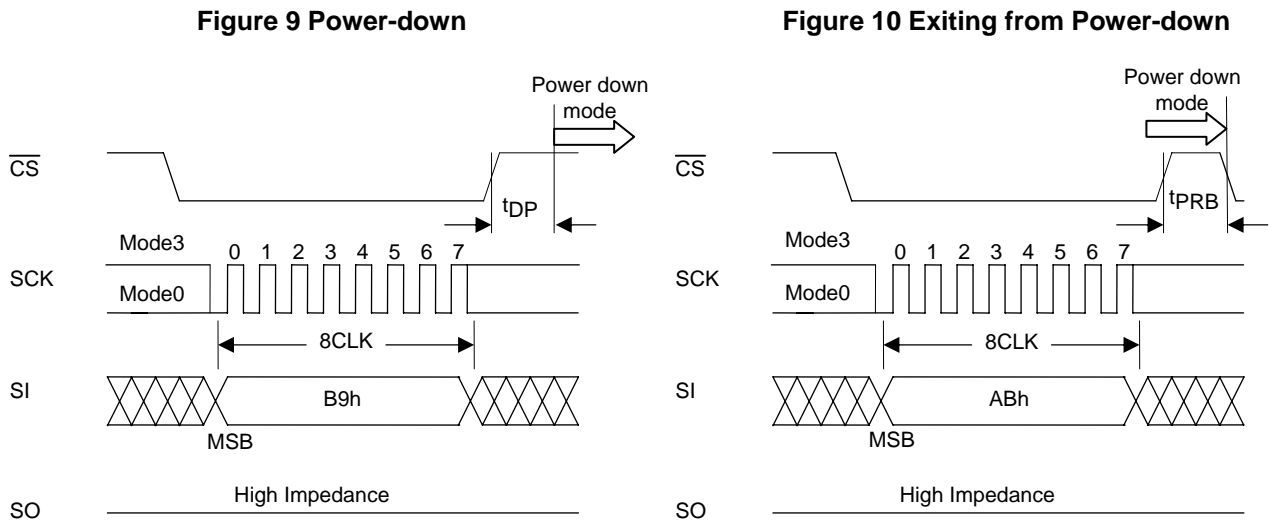 Figure 9 Power-down
Power down
mode
CS
tDP
Mode3
0 1 2 3 4 5 6 7
SCK
Mode0
8CLK
SI
B9h
MSB
High Impedance
SO
Figure 10 Exiting from Power-down
Power down
mode
CS
tPRB
Mode3
0 1 2 3 4 5 6 7
SCK
Mode0
8CLK
SI
ABh
MSB
High Impedance
SO